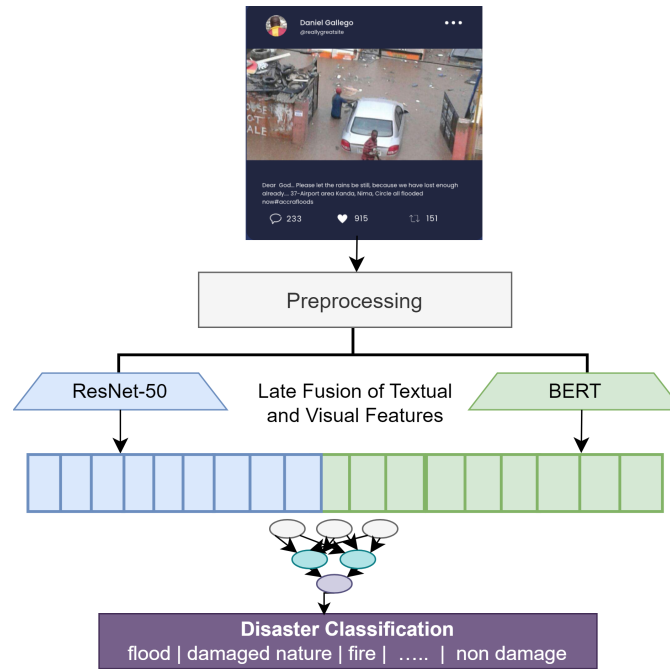 Daniel Gallego
@reallygreatsite
Dear God... Please let the rains be still, because we have lost enough
already.... 37-Airport area Kanda, Nima, Circle all flooded
now#accrafloods
233
915
151
Preprocessing
ResNet-50
Late Fusion of Textual
and Visual Features
BERT
Disaster Classification
flood | damaged nature | fire | ..... | non damage